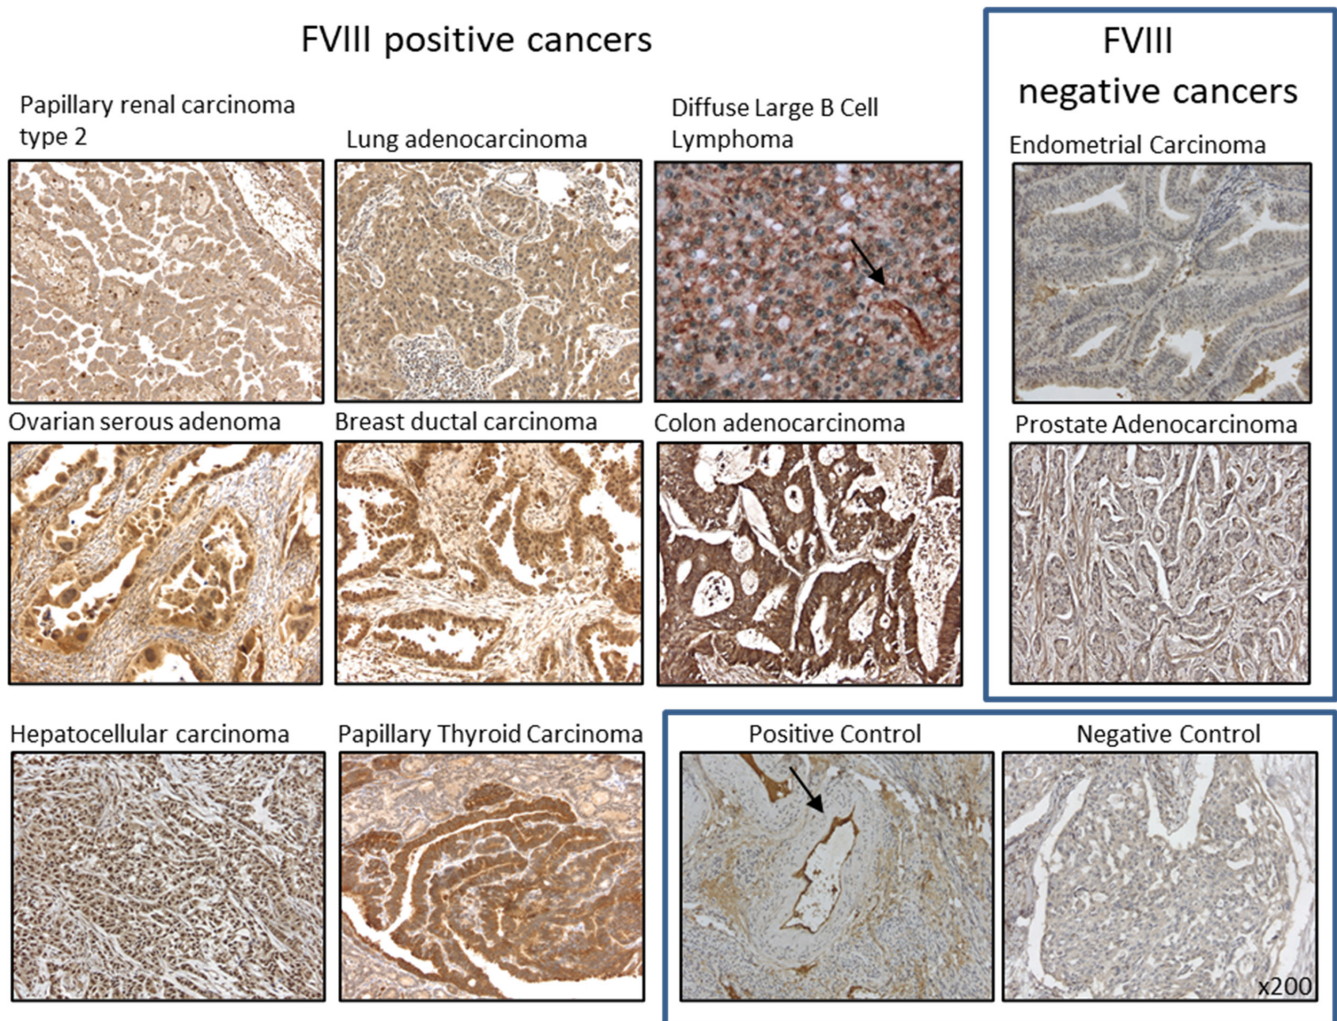 FVIII positive cancers
FVIII
negative cancers
Papillary renal carcinoma
type 2
Lung adenocarcinoma
Diffuse Large B Cell
Lymphoma
Endometrial Carcinoma
Ovarian serous adenoma
Breast ductal carcinoma
Colon adenocarcinoma
Prostate Adenocarcinoma
Hepatocellular carcinoma
Papillary Thyroid Carcinoma
Positive Control
Negative Control
x200